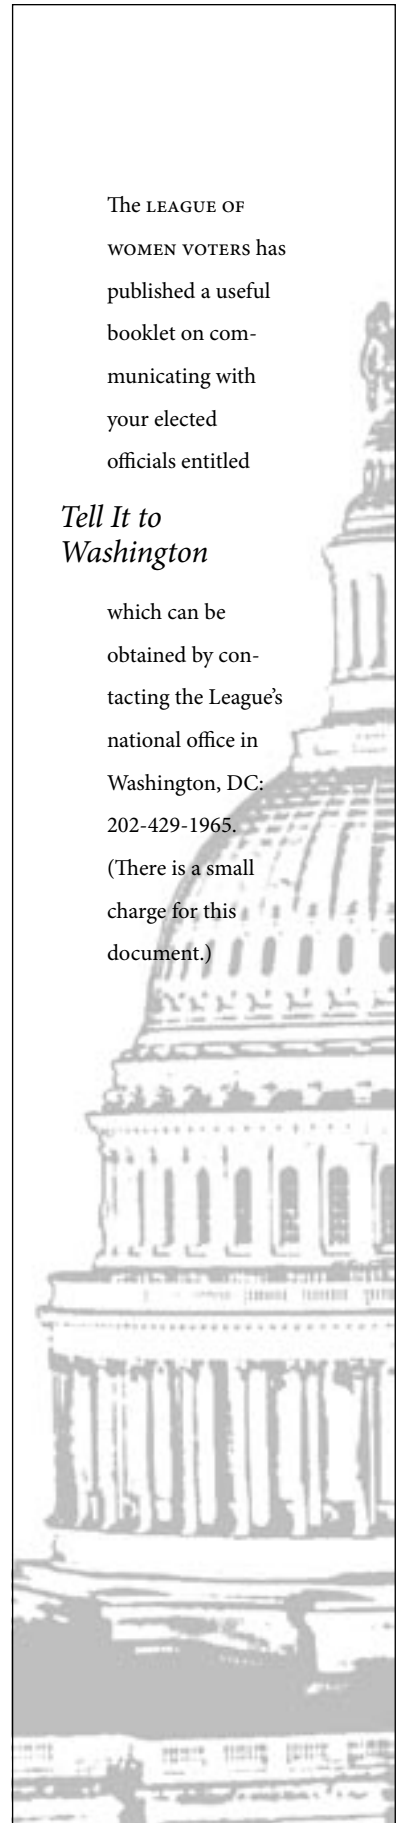 The LEAGUE OF
WOMEN VOTERS has
published a useful
booklet on com-
municating with
your elected
officials entitled
Tell It to
Washington
which can be
obtained by con-
tacting the League’s
national office in
Washington, DC:
202-429-1965.
(There is a small
charge for this
document.)